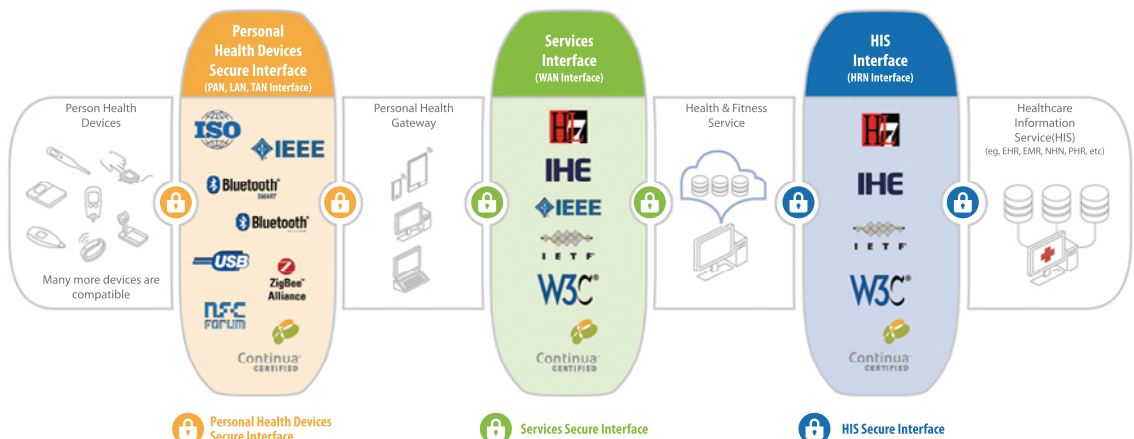 Personal
Health Devices
Secure Interface
(PAN, LAN, TAN Interface)
Services
Interface
(WAN Interface)
HIS
Interface
(HRN Interface)
Person Health
Devices
Many more devices are
compatible
ISO
IEEE
Bluetooth
SMART
Bluetooth
USB
ZigBee
Alliance
NFC
FORUM
Continua
CERTIFIED
Personal Health
Gateway
HL7
IHE
IEEE
IETF
W3C®
Continua
CERTIFIED
Health & Fitness
Service
HL7
IHE
IETF
W3C®
Continua
CERTIFIED
Healthcare
Information
Service(HIS)
(eg, EHR, EMR, NHN, PHR, etc)
Personal Health Devices
Secure Interface
Services Secure Interface
HIS Secure Interface